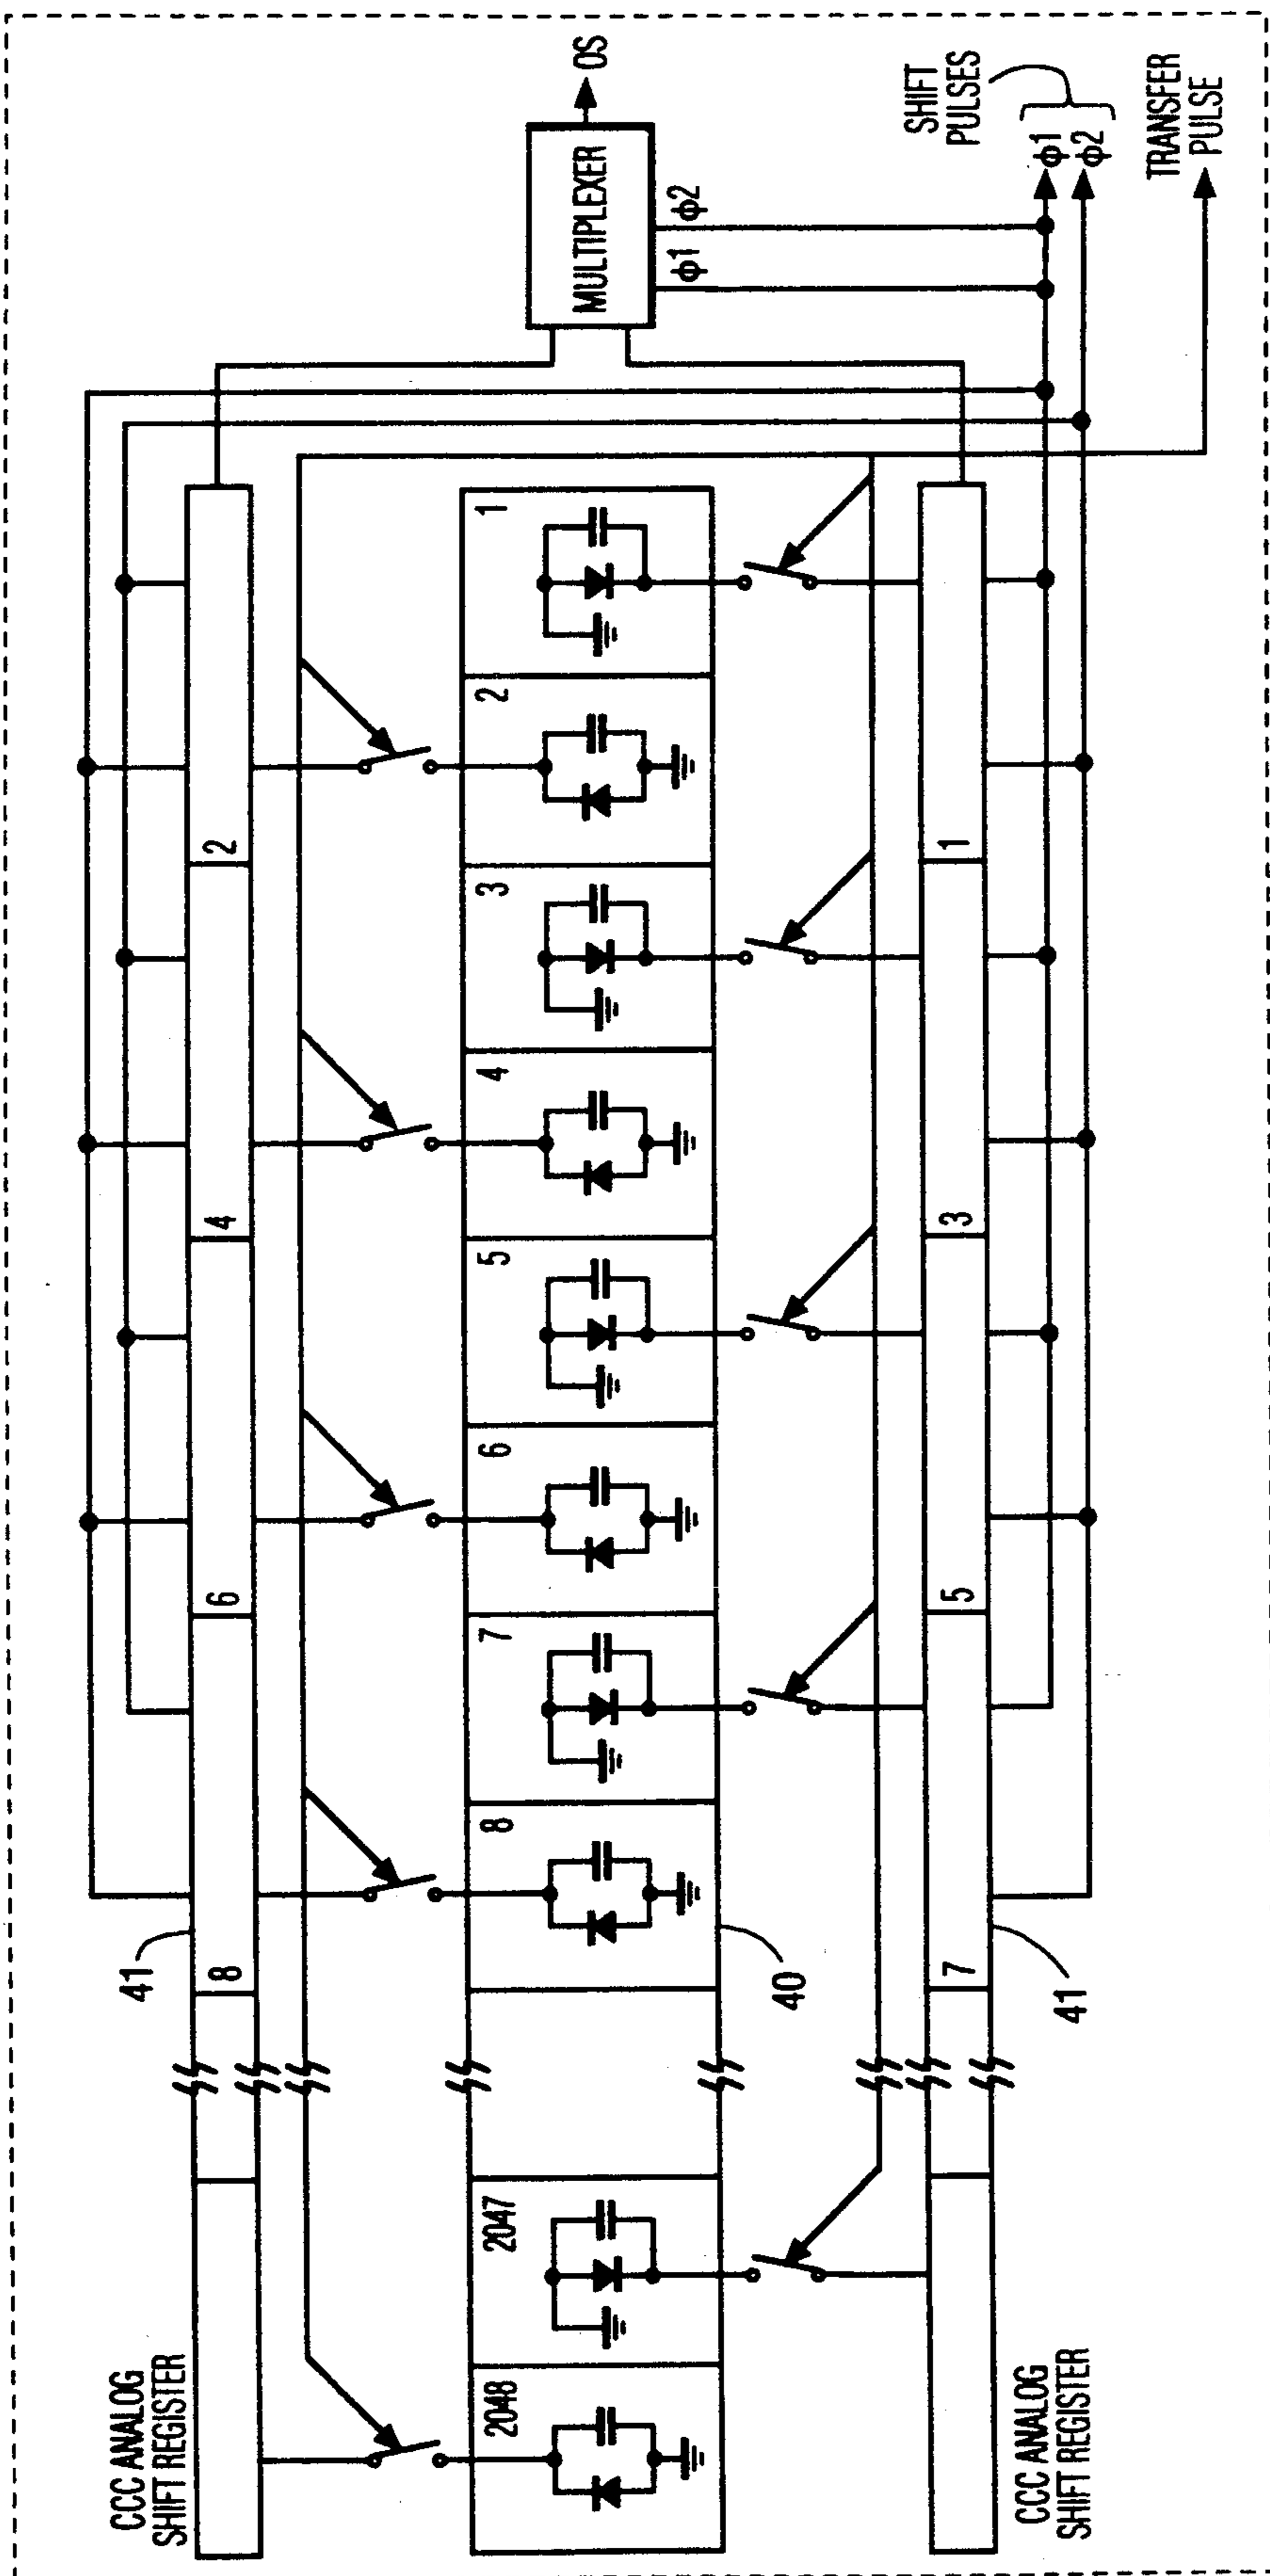 CCC ANALOG
SHIFT REGISTER
41
8
6
4
2
2048
2047
8
7
6
5
4
3
2
1
40
MULTIPLEXER
OS
ϕ1
ϕ2
CCC ANALOG
SHIFT REGISTER
41
7
5
3
1
SHIFT
PULSES
ϕ1
ϕ2
TRANSFER
PULSE